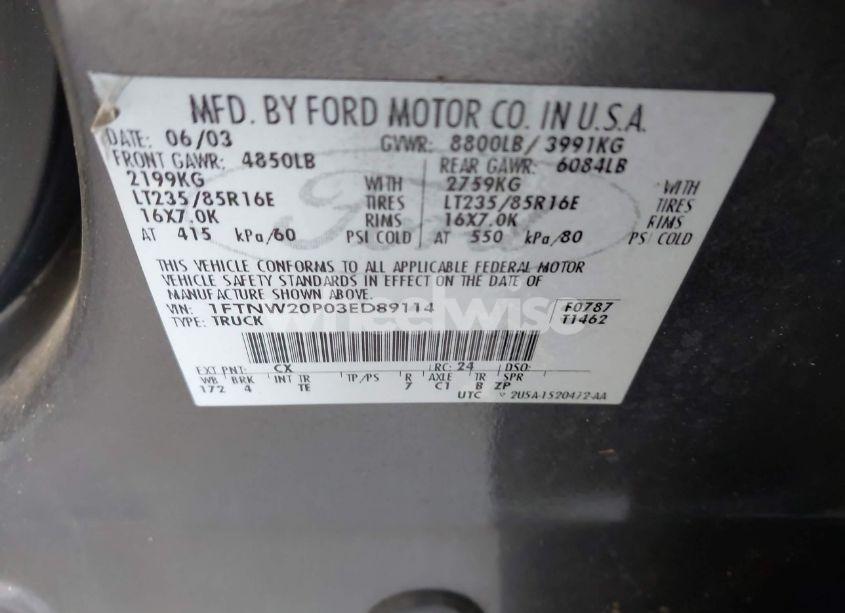 MFD. BY FORD MOTOR CO. IN U.S.A.
DATE: 06/03 GVWR: 8800LB/ 3991KG
FRONT GAWR: 4850LB REAR GAWR: 6084LB
2199KG WITH 2759KG WITH
LT235/85R16E TIRES LT235/85R16E TIRES
16X7.0K RIMS 16X7.0K RIMS
AT 415 kPa/60 PSI COLD AT 550 kPa/80 PSI COLD
Ford
THIS VEHICLE CONFORMS TO ALL APPLICABLE FEDERAL MOTOR
VEHICLE SAFETY STANDARDS IN EFFECT ON THE DATE OF
MANUFACTURE SHOWN ABOVE.
VIN: 1FTNW20P03ED89114 F0787
TYPE: TRUCK T1462
wheelwise
EXT PNT: CX RC: 24 DSO:
WB BRK INT TR TP/PS R AXLE TR SPR
172 4 TE 7 C1 B ZP
UTC 2U5A-1520472-AA